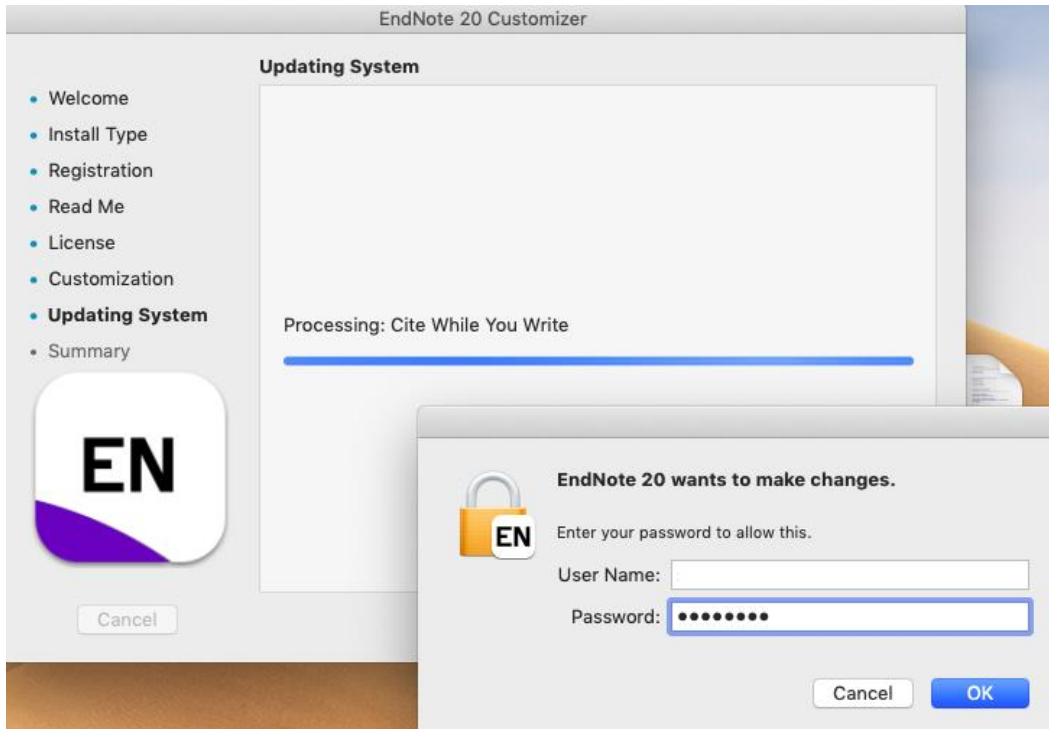 EndNote 20 Customizer
Updating System
Welcome
Install Type
Registration
Read Me
License
Customization
Updating System
Summary
Processing: Cite While You Write
EN
Cancel
EndNote 20 wants to make changes.
EN
Enter your password to allow this.
User Name:
Password: ••••••••
Cancel
OK